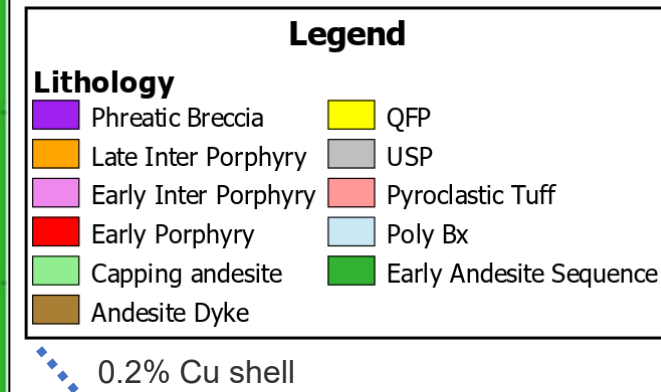 Legend
Lithology
Phreatic Breccia
Late Inter Porphyry
Early Inter Porphyry
Early Porphyry
Capping andesite
Andesite Dyke
QFP
USP
Pyroclastic Tuff
Poly Bx
Early Andesite Sequence
0.2% Cu shell